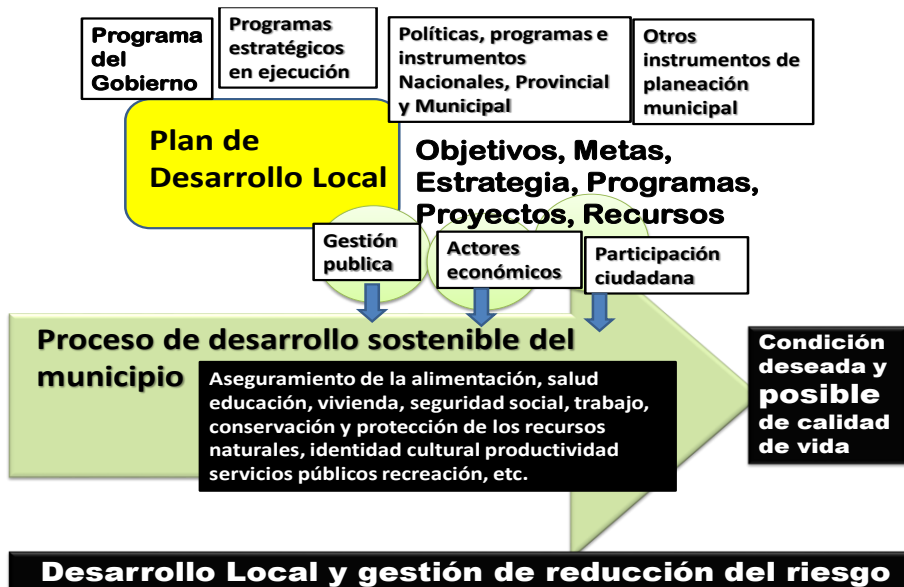 Programa
del
Gobierno
Programas
estratégicos
en ejecución
Políticas, programas e
instrumentos
Nacionales, Provincial
y Municipal
Otros
instrumentos de
planeación
municipal
Plan de
Desarrollo Local
Objetivos, Metas,
Estrategia, Programas,
Proyectos, Recursos
Gestión
publica
Actores
económicos
Participación
ciudadana
Proceso de desarrollo sostenible del
municipio
Aseguramiento de la alimentación, salud
educación, vivienda, seguridad social, trabajo,
conservación y protección de los recursos
naturales, identidad cultural productividad
servicios públicos recreación, etc.
Condición
deseada y
posible
de calidad
de vida
Desarrollo Local y gestión de reducción del riesgo